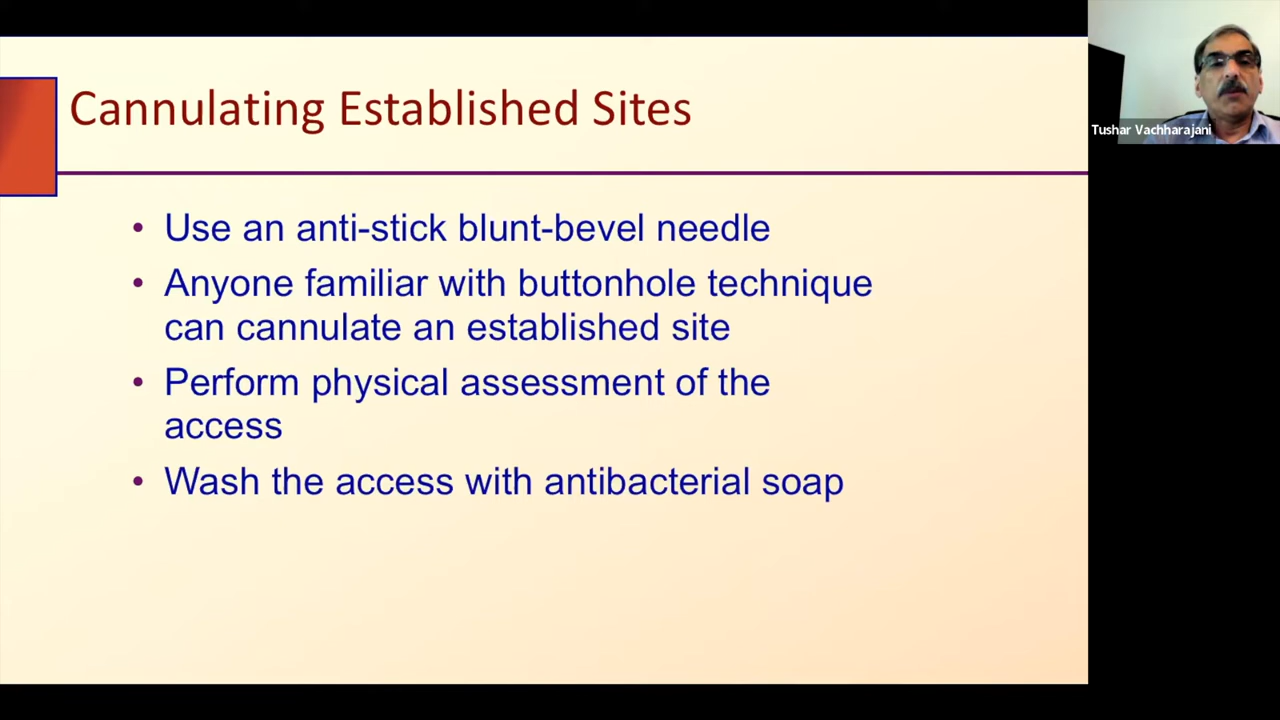 Cannulating Established Sites
Tushar Vachharajani
• Use an anti-stick blunt-bevel needle
• Anyone familiar with buttonhole technique
can cannulate an established site
• Perform physical assessment of the
access
• Wash the access with antibacterial soap